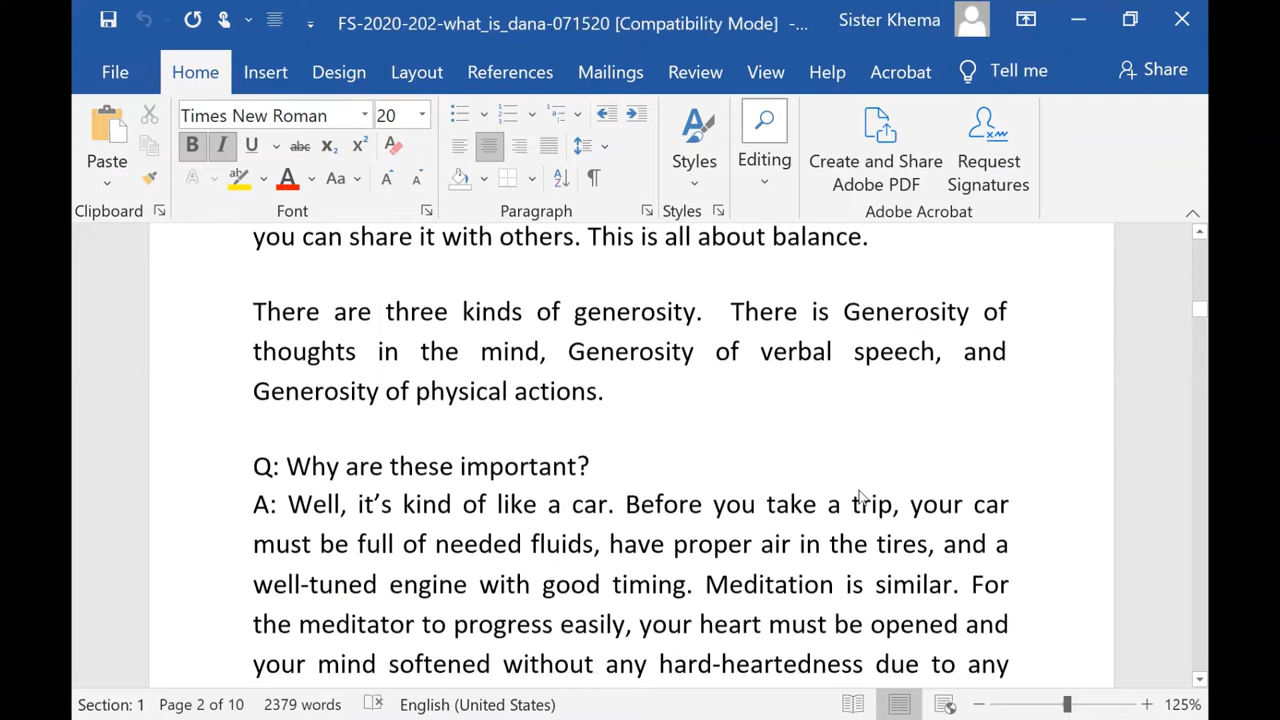 FS-2020-202-what_is_dana-071520 [Compatibility Mode] -... Sister Khema
File Home Insert Design Layout References Mailings Review View Help Acrobat Tell me Share
Times New Roman 20
Paste Styles Editing Create and Share Adobe PDF Request Signatures
Clipboard Font Paragraph Styles Adobe Acrobat
you can share it with others. This is all about balance.
There are three kinds of generosity. There is Generosity of
thoughts in the mind, Generosity of verbal speech, and
Generosity of physical actions.
Q: Why are these important?
A: Well, it's kind of like a car. Before you take a trip, your car
must be full of needed fluids, have proper air in the tires, and a
well-tuned engine with good timing. Meditation is similar. For
the meditator to progress easily, your heart must be opened and
your mind softened without any hard-heartedness due to any
Section: 1 Page 2 of 10 2379 words English (United States) 125%